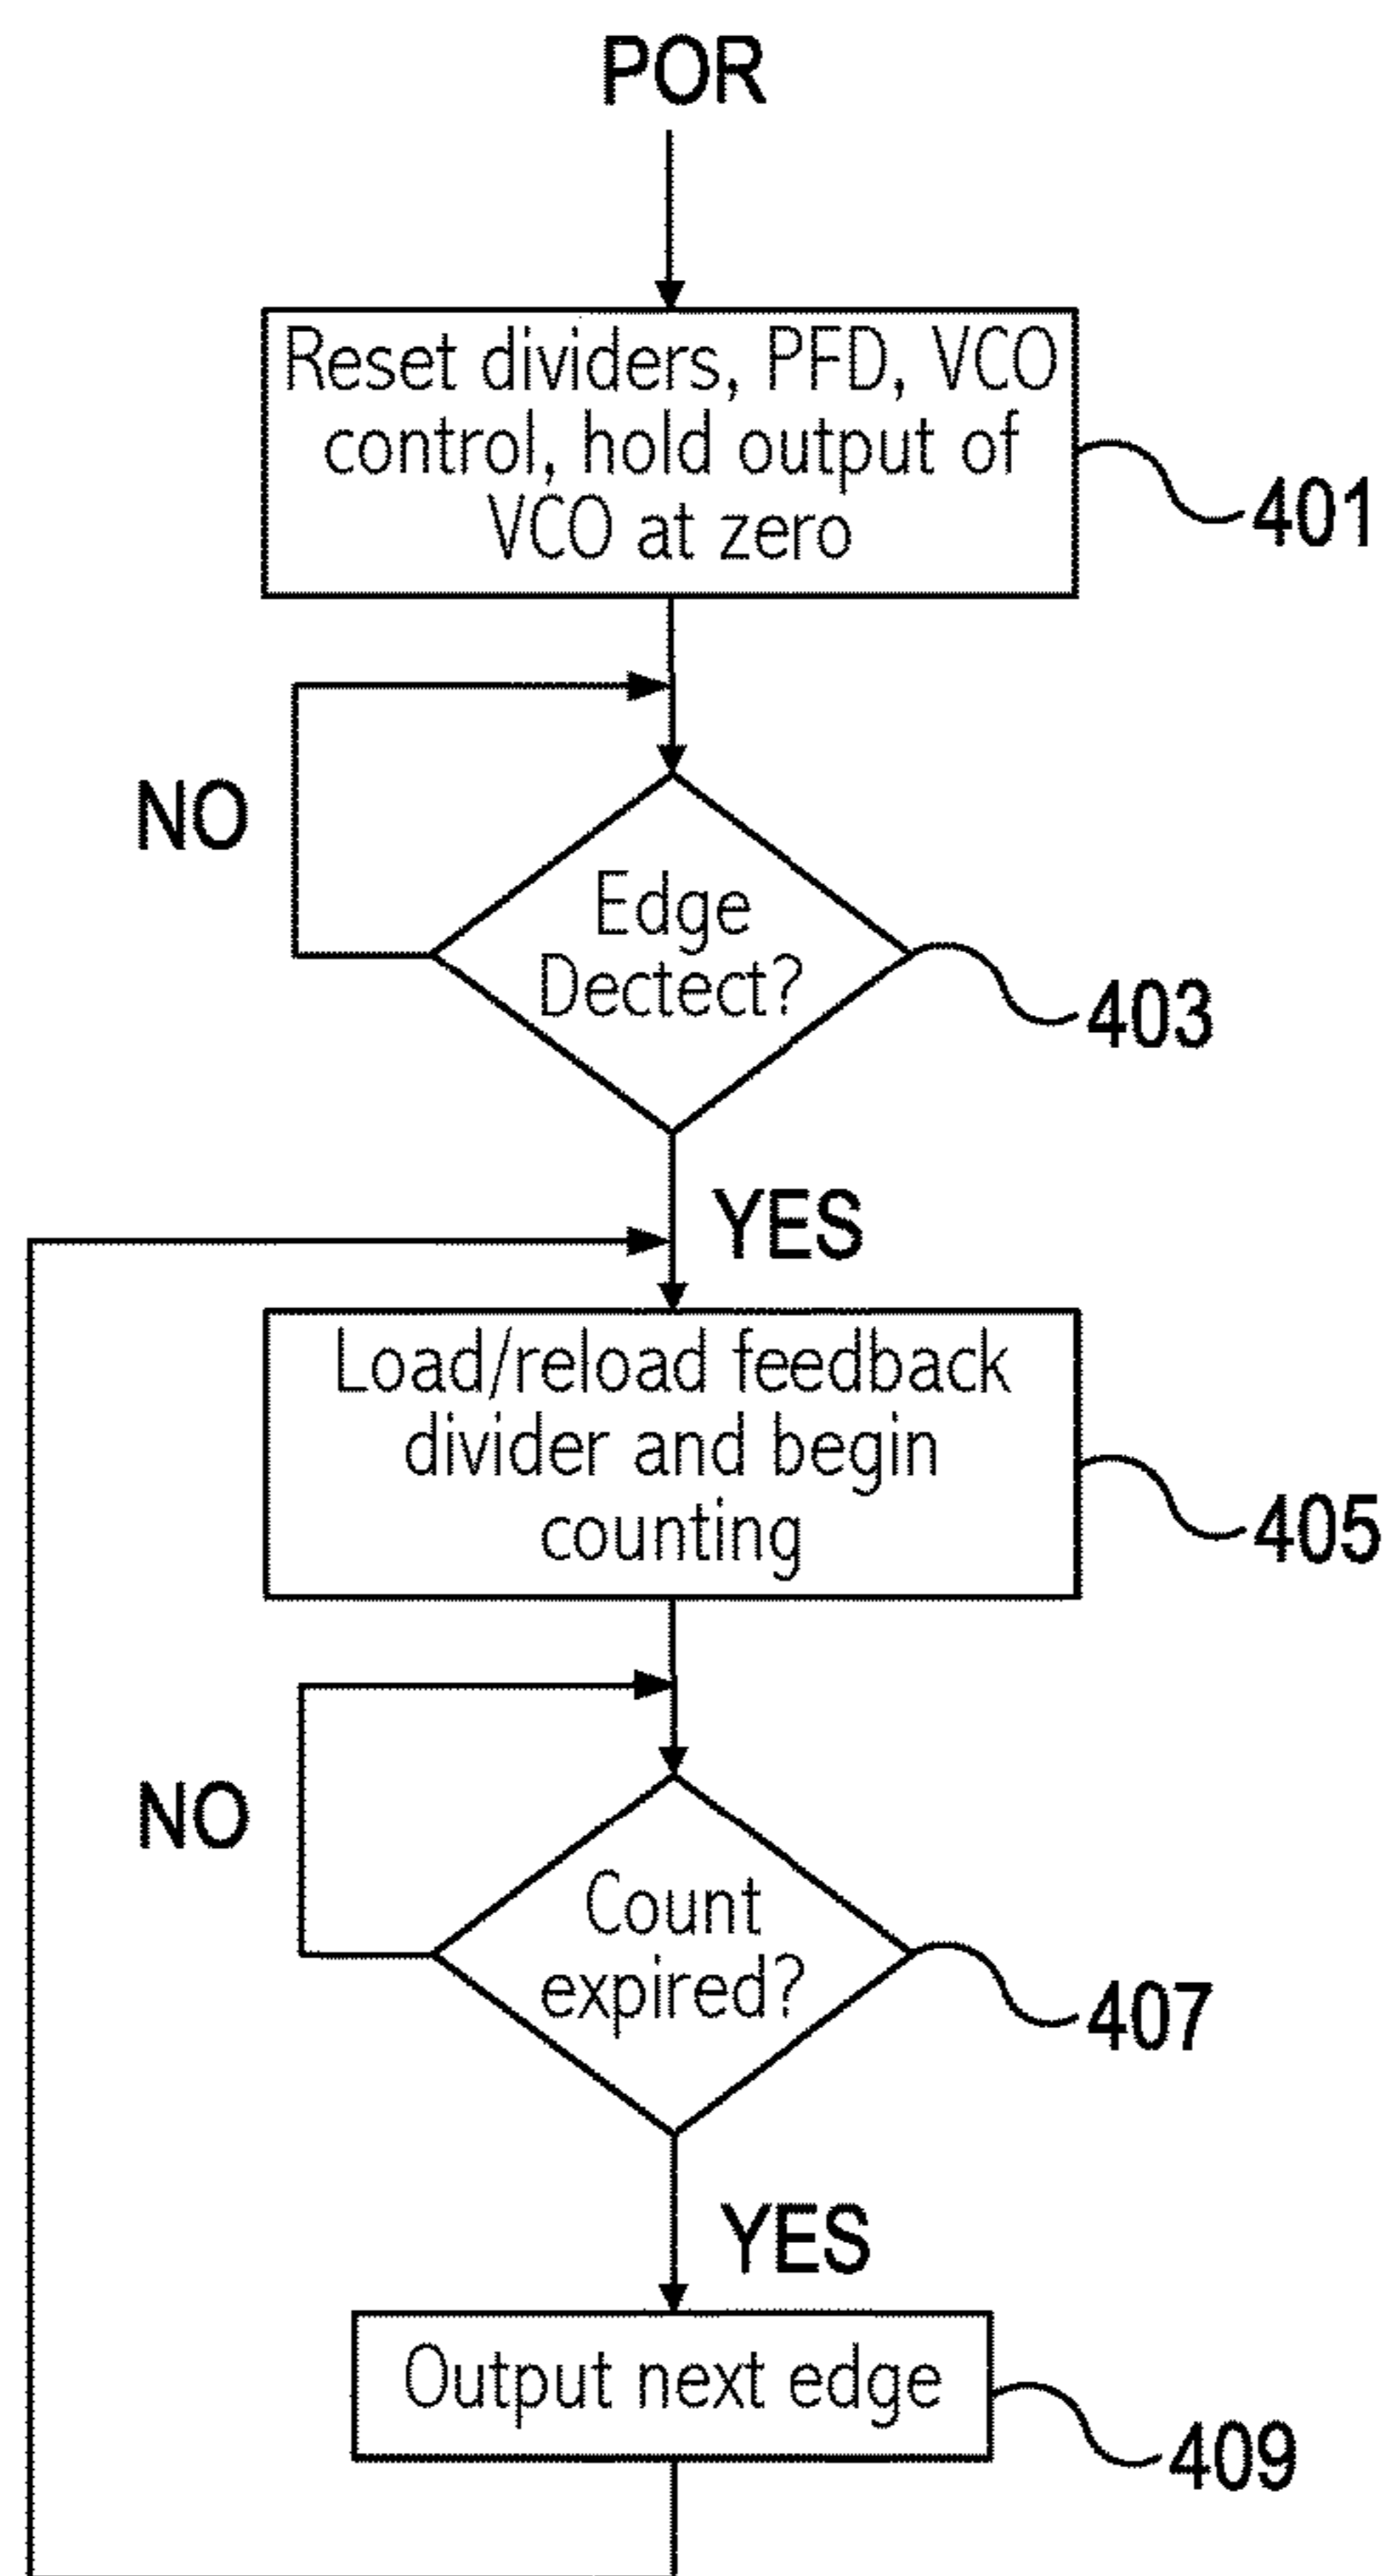 POR
Reset dividers, PFD, VCO
control, hold output of
VCO at zero
401
NO
Edge
Dectect?
403
YES
Load/reload feedback
divider and begin
counting
405
NO
Count
expired?
407
YES
Output next edge
409